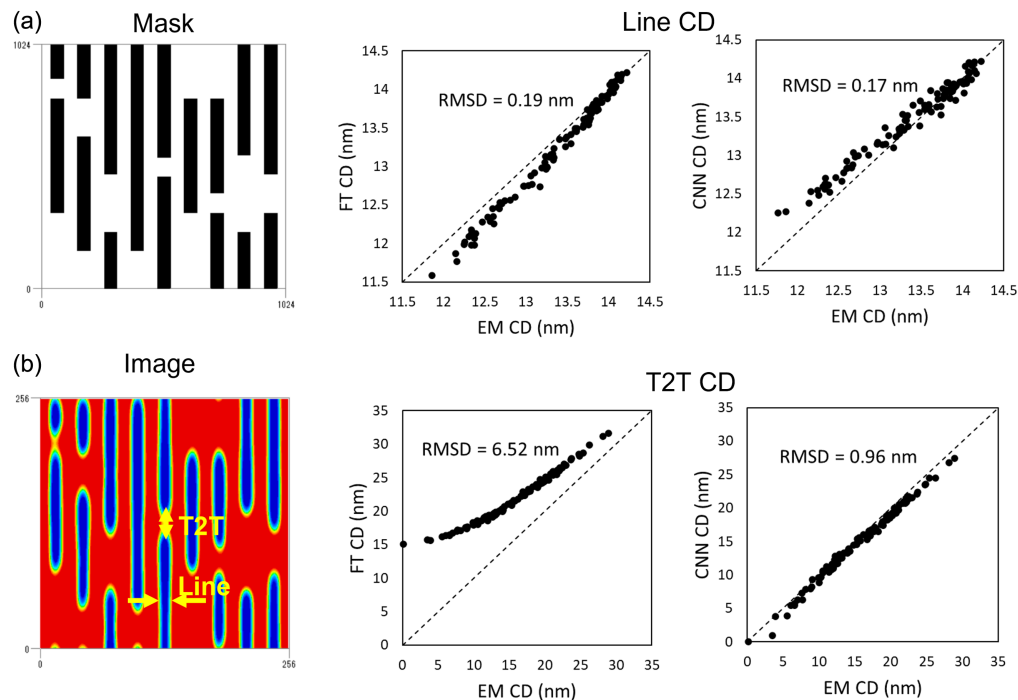 (a)
Mask
1024
0
0
1024
Line CD
14.5
14
13.5
13
12.5
12
11.5
FT CD (nm)
RMSD = 0.19 nm
11.5 12 12.5 13 13.5 14 14.5
EM CD (nm)
14.5
14
13.5
13
12.5
12
11.5
CNN CD (nm)
RMSD = 0.17 nm
11.5 12 12.5 13 13.5 14 14.5
EM CD (nm)
(b)
Image
256
T2T
Line
0
0
256
T2T CD
35
30
25
20
15
10
5
0
FT CD (nm)
RMSD = 6.52 nm
0 5 10 15 20 25 30 35
EM CD (nm)
35
30
25
20
15
10
5
0
CNN CD (nm)
RMSD = 0.96 nm
0 5 10 15 20 25 30 35
EM CD (nm)